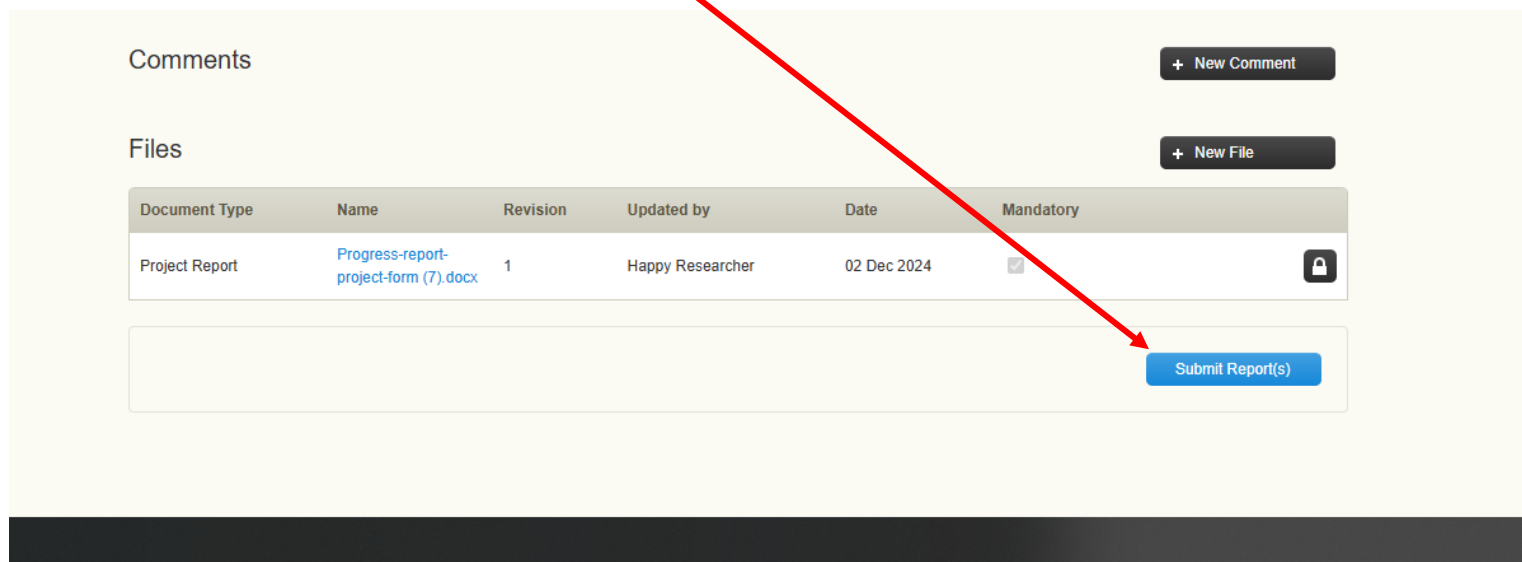 Comments
+ New Comment
Files
+ New File
Document Type Name Revision Updated by Date Mandatory
Project Report Progress-report- 1 Happy Researcher 02 Dec 2024
project-form (7).docx
Submit Report(s)